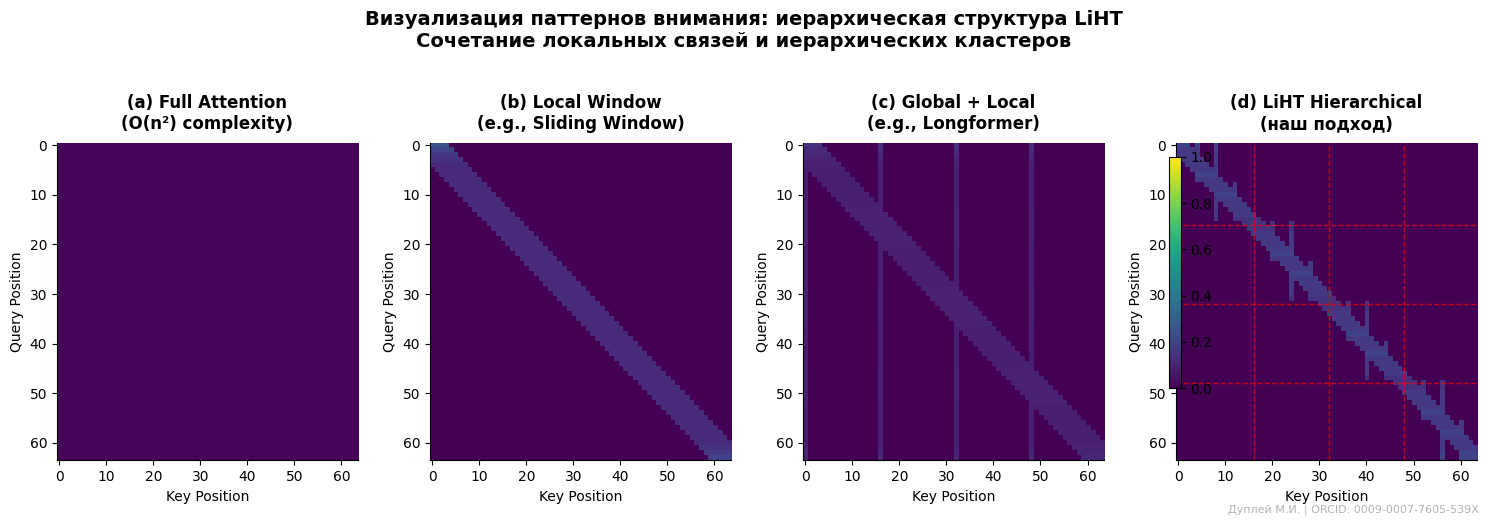 Визуализация паттернов внимания: иерархическая структура LiHT
Сочетание локальных связей и иерархических кластеров
(a) Full Attention
(O(n²) complexity)
0
10
20
30
40
50
60
Query Position
0 10 20 30 40 50 60
Key Position
(b) Local Window
(e.g., Sliding Window)
0
10
20
30
40
50
60
Query Position
0 10 20 30 40 50 60
Key Position
(c) Global + Local
(e.g., Longformer)
0
10
20
30
40
50
60
Query Position
0 10 20 30 40 50 60
Key Position
(d) LiHT Hierarchical
(наш подход)
0
10
20
30
40
50
60
Query Position
0 10 20 30 40 50 60
Key Position
1.0
0.8
0.6
0.4
0.2
0.0
Дуплей М.И. | ORCID: 0009-0007-7605-539X